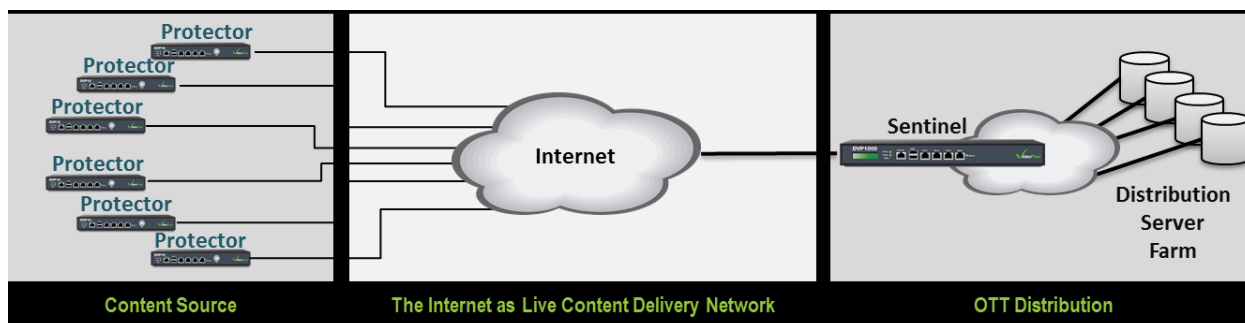 Protector
Protector
Protector
Protector
Protector
Protector
Internet
Sentinel
DVP1000
Distribution
Server
Farm
Content Source
The Internet as Live Content Delivery Network
OTT Distribution